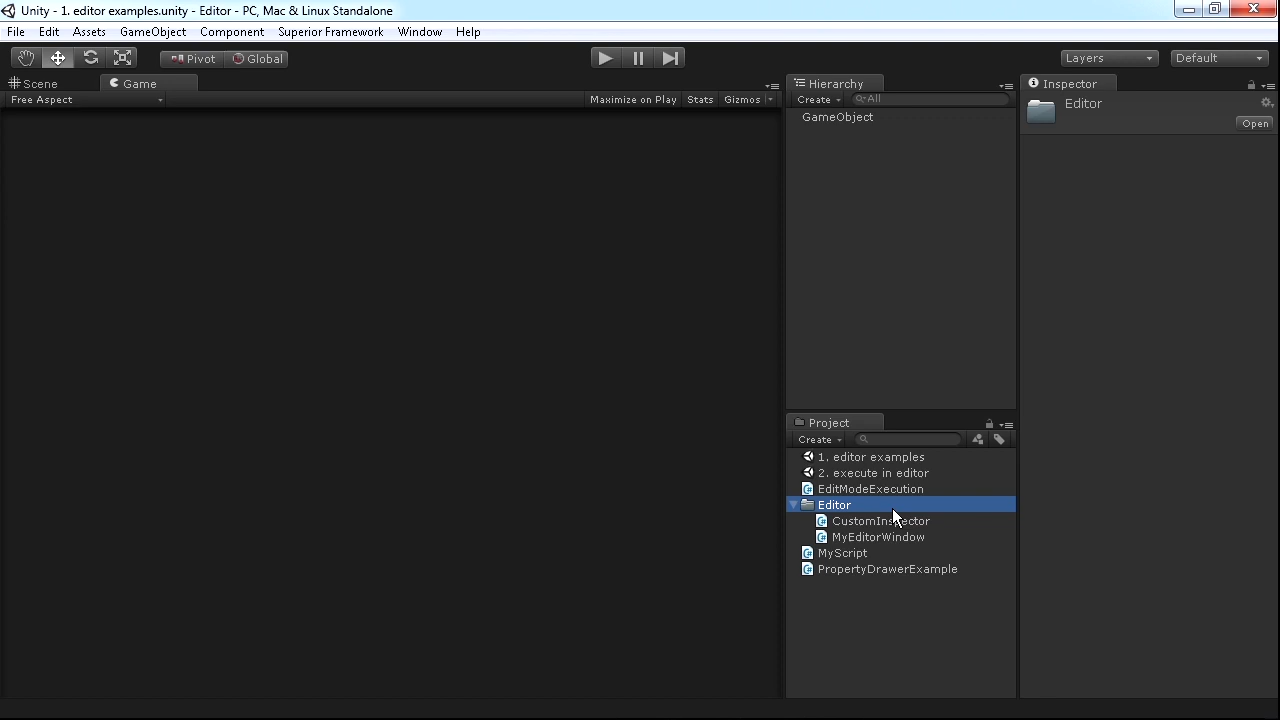 Unity - 1. editor examples.unity - Editor - PC, Mac & Linux Standalone
File Edit Assets GameObject Component Superior Framework Window Help
Pivot Global Layers Default
Scene Game Hierarchy Inspector
Free Aspect Maximize on Play Stats Gizmos Create All Editor
Open
GameObject
Project
Create
1. editor examples
2. execute in editor
EditModeExecution
Editor
CustomInspector
MyEditorWindow
MyScript
PropertyDrawerExample